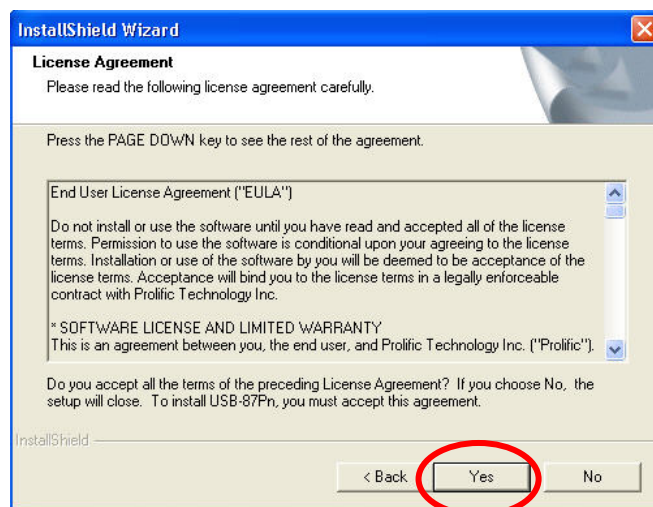 InstallShield Wizard
License Agreement
Please read the following license agreement carefully.
Press the PAGE DOWN key to see the rest of the agreement.
End User License Agreement ("EULA")
Do not install or use the software until you have read and accepted all of the license
terms. Permission to use the software is conditional upon your agreeing to the license
terms. Installation or use of the software by you will be deemed to be acceptance of the
license terms. Acceptance will bind you to the license terms in a legally enforceable
contract with Prolific Technology Inc.
* SOFTWARE LICENSE AND LIMITED WARRANTY
This is an agreement between you, the end user, and Prolific Technology Inc. ("Prolific").
Do you accept all the terms of the preceding License Agreement? If you choose No, the
setup will close. To install USB-87Pn, you must accept this agreement.
InstallShield
< Back Yes No